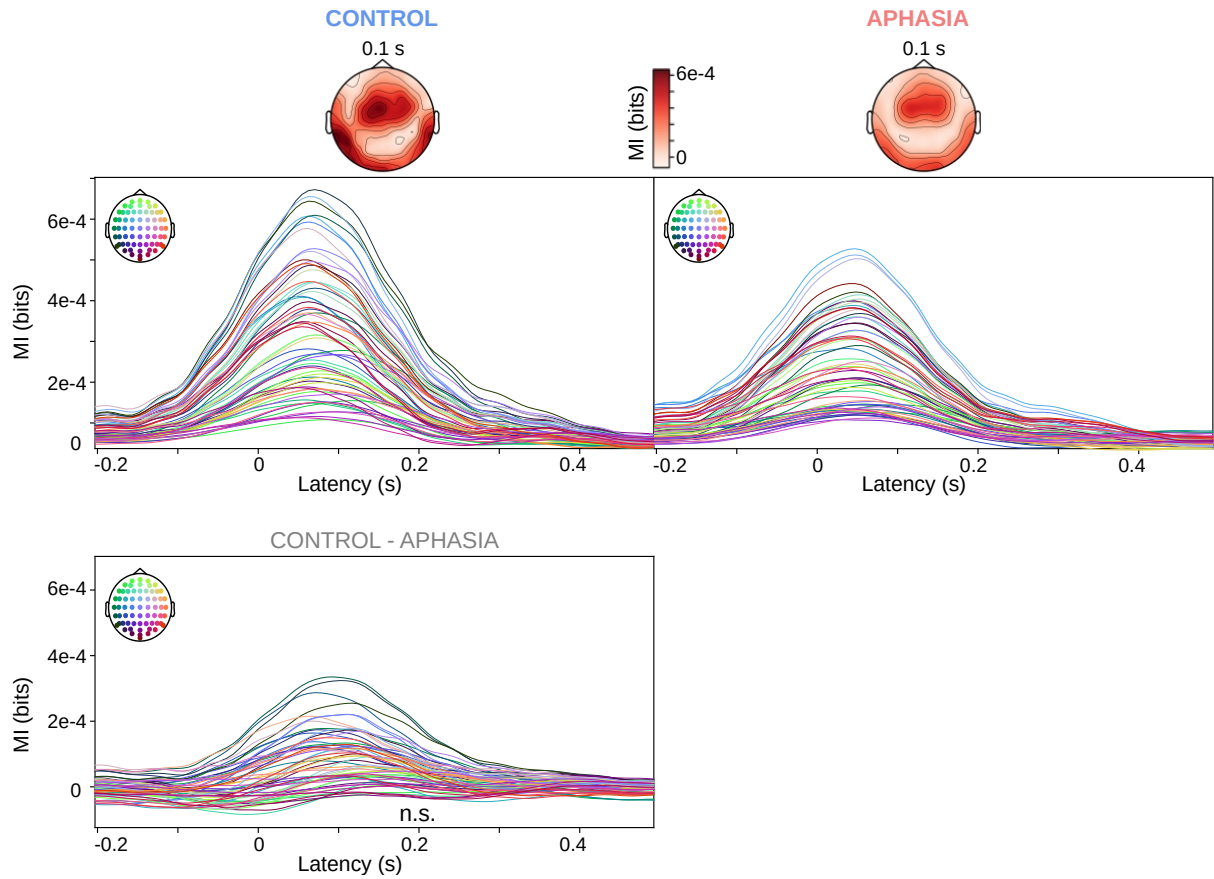 CONTROL
APHASIA
0.1 s
0.1 s
MI (bits)
6e-4
0
MI (bits)
6e-4
4e-4
2e-4
0
-0.2
0
0.2
0.4
Latency (s)
-0.2
0
0.2
0.4
Latency (s)
CONTROL - APHASIA
MI (bits)
6e-4
4e-4
2e-4
0
n.s.
-0.2
0
0.2
0.4
Latency (s)